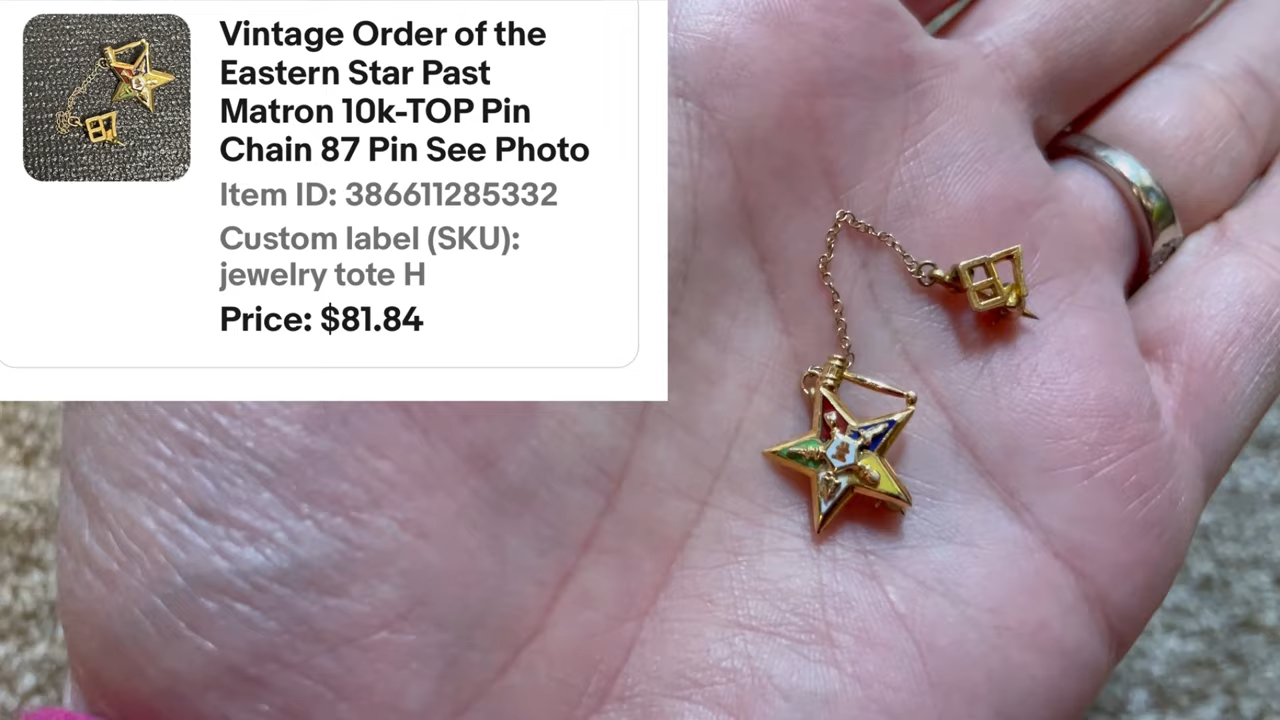 Vintage Order of the
Eastern Star Past
Matron 10k-TOP Pin
Chain 87 Pin See Photo
Item ID: 386611285332
Custom label (SKU):
jewelry tote H
Price: $81.84
87